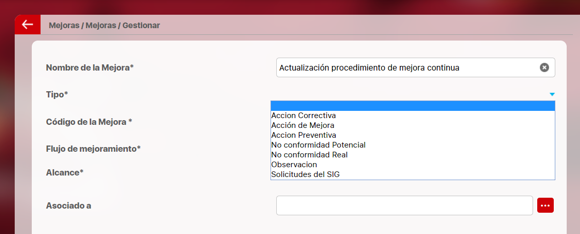 Mejoras / Mejoras / Gestionar
Nombre de la Mejora*
Actualización procedimiento de mejora continua
Tipo*
Accion Correctiva
Acción de Mejora
Accion Preventiva
No conformidad Potencial
No conformidad Real
Observacion
Solicitudes del SIG
Código de la Mejora *
Flujo de mejoramiento*
Alcance*
Asociado a